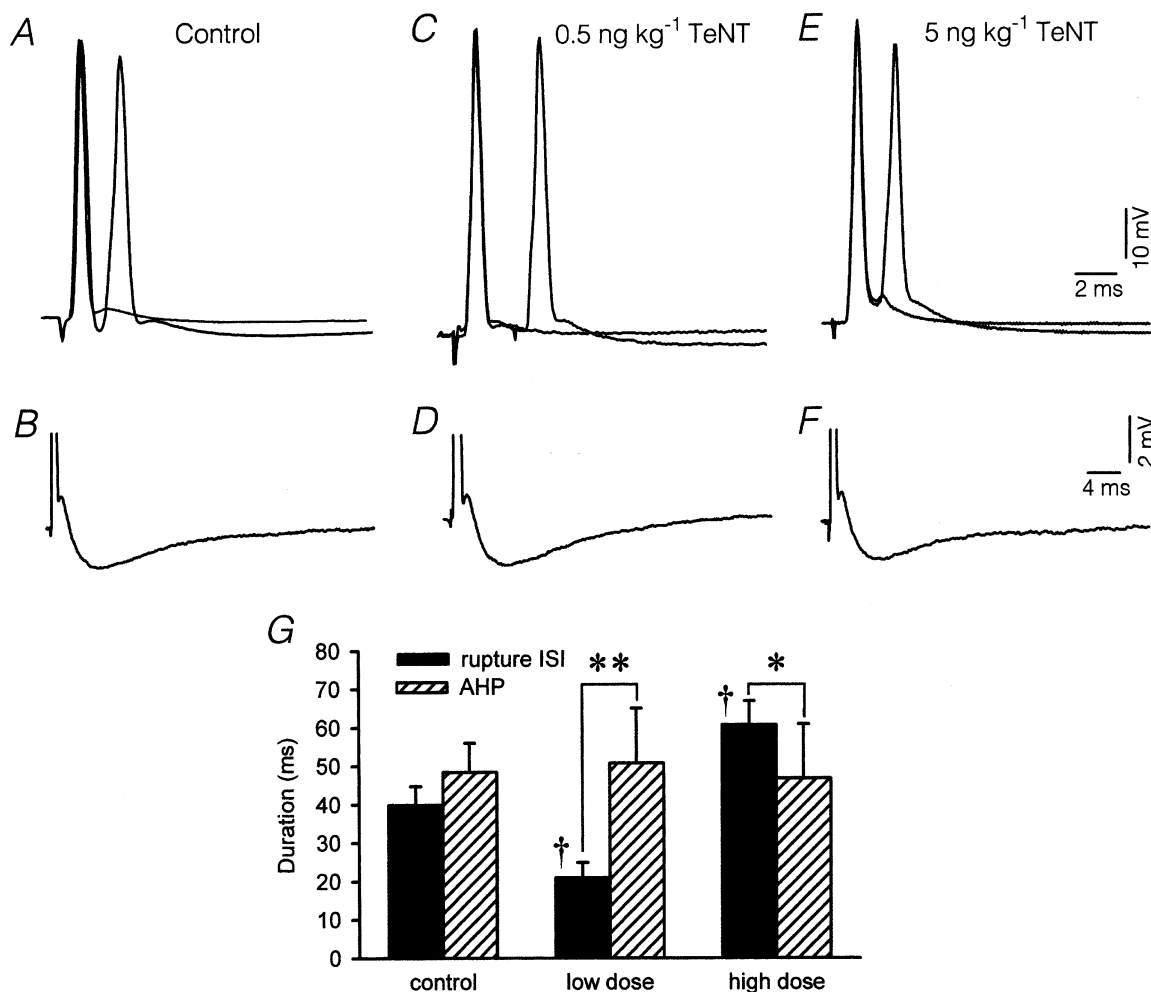 A
Control
C
0.5 ng kg⁻¹ TeNT
E
5 ng kg⁻¹ TeNT
10 mV
2 ms
B
D
F
2 mV
4 ms
G
80
70
60
50
40
30
20
10
0
Duration (ms)
rupture ISI
AHP
†
**
†
*
control
low dose
high dose